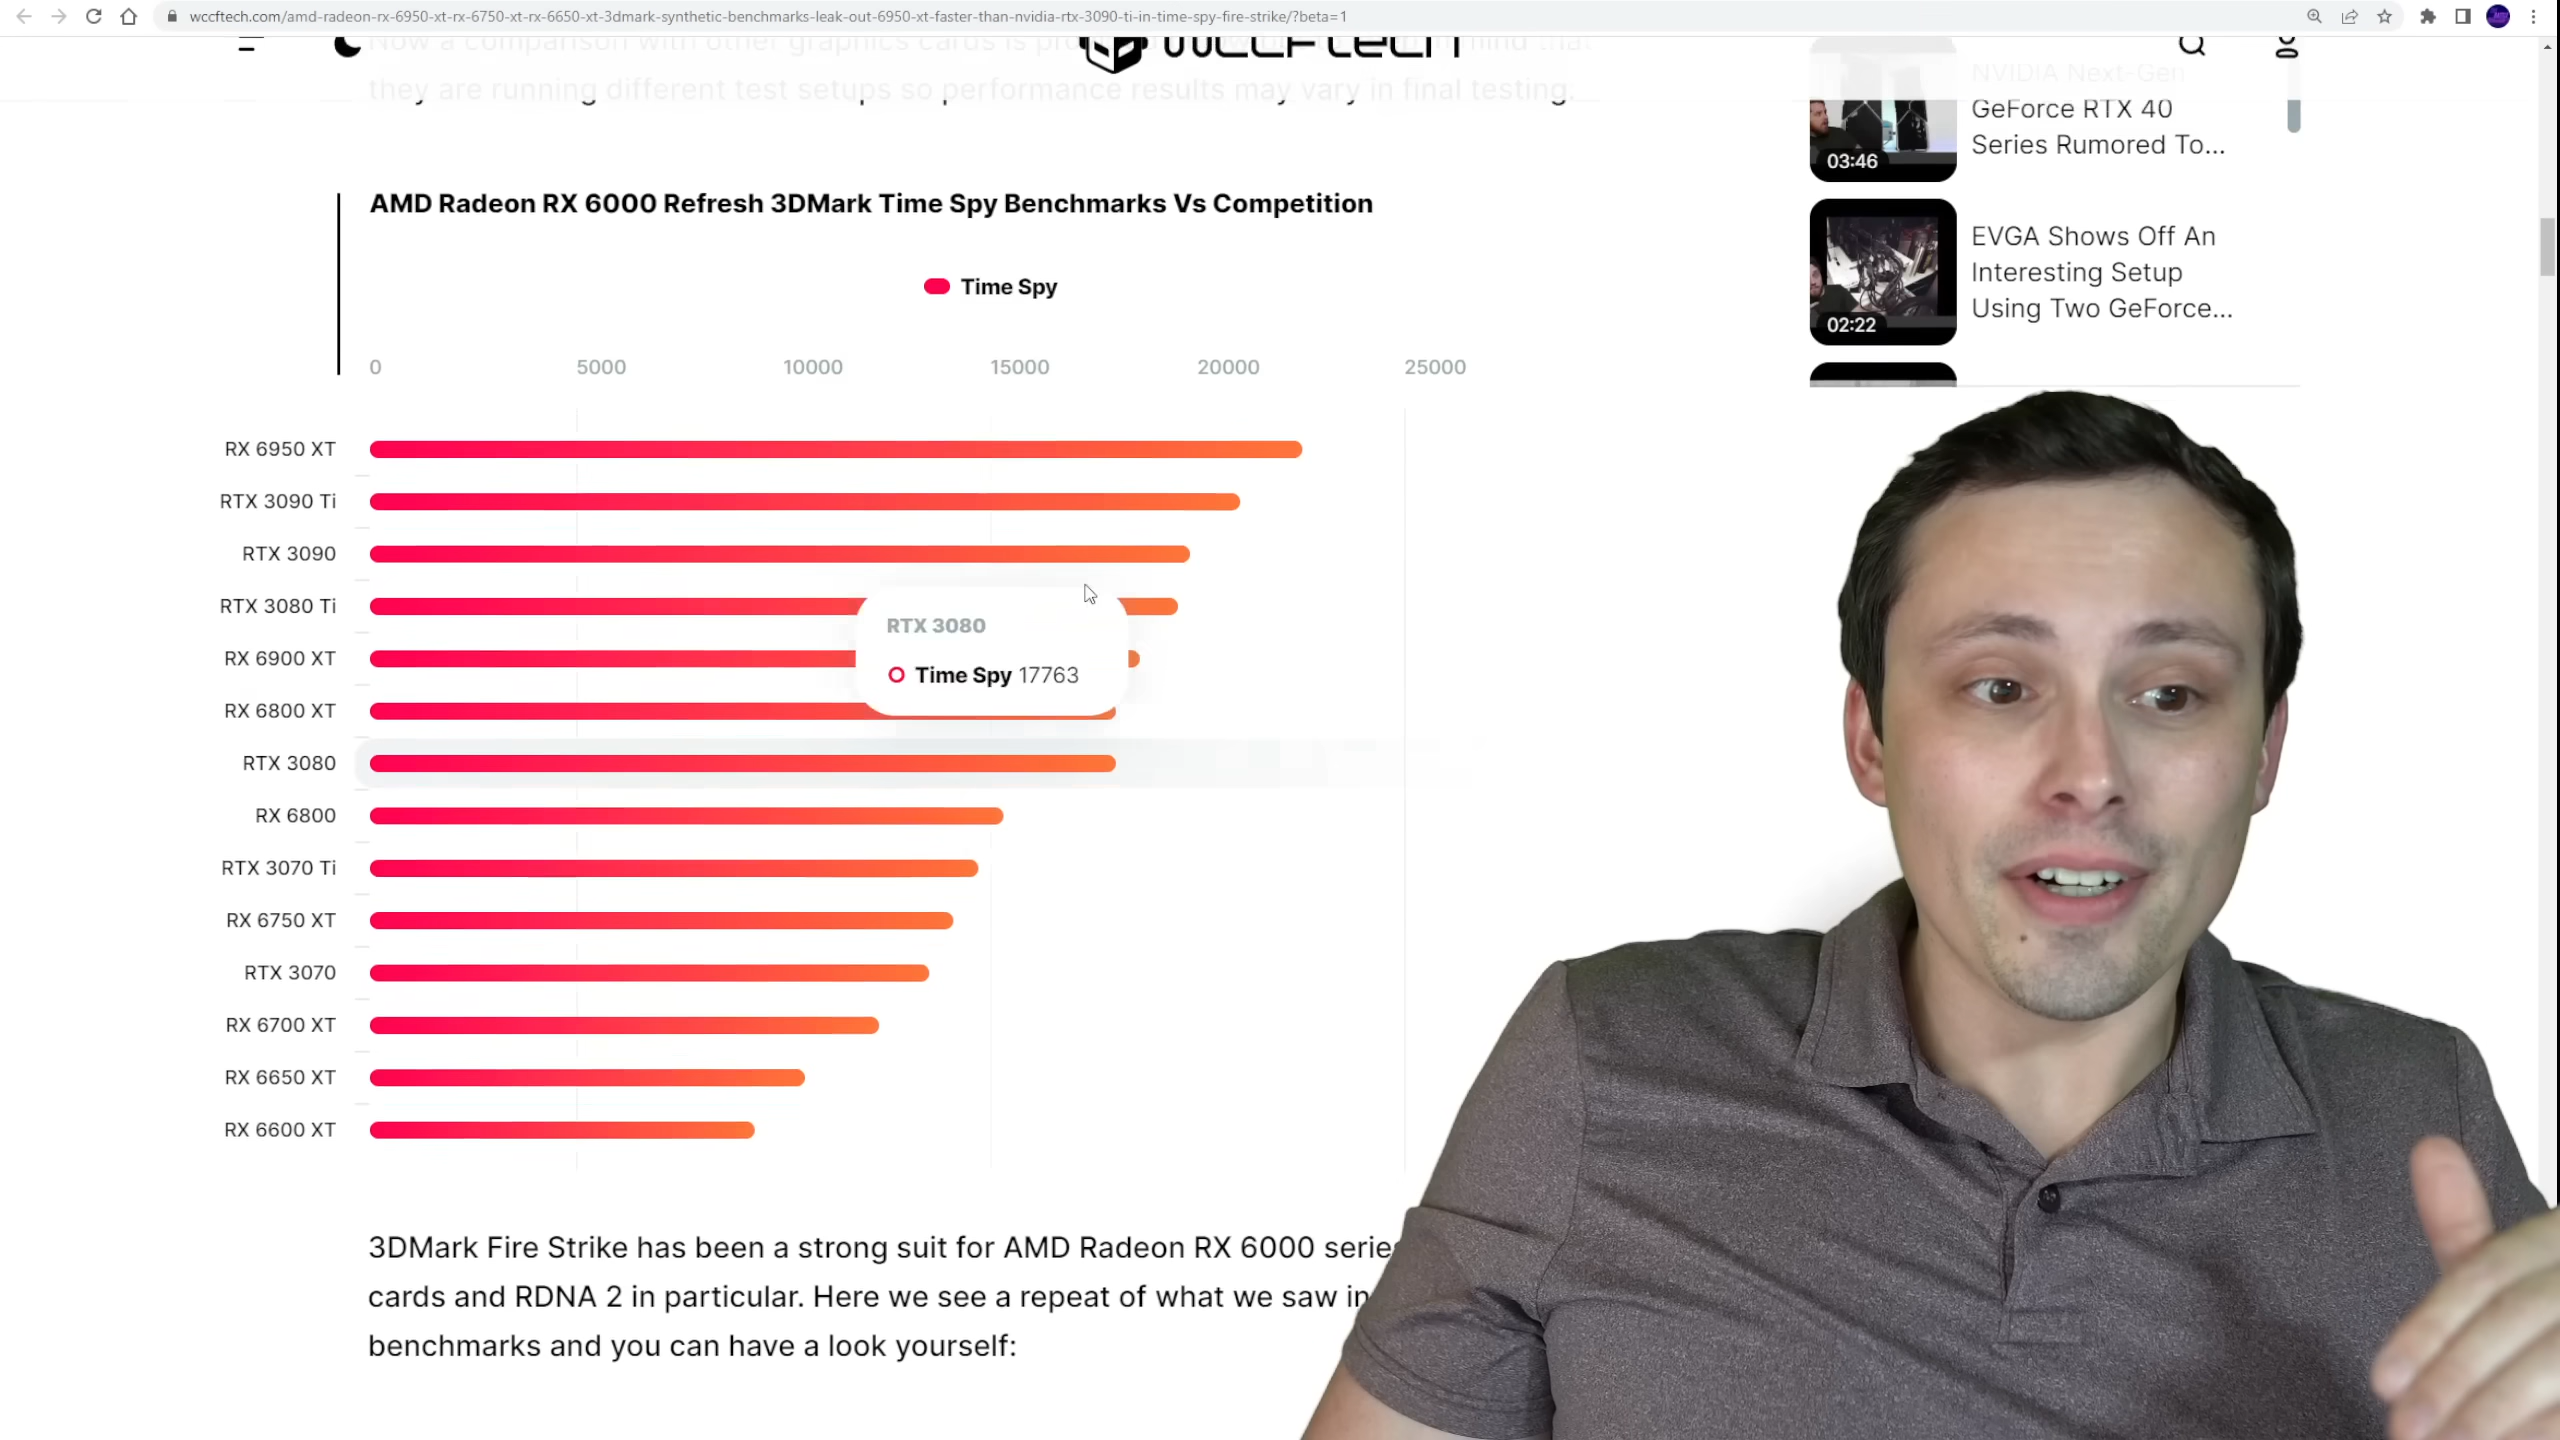 wccftech.com/amd-radeon-rx-6950-xt-rx-6750-xt-rx-6650-xt-3dmark-synthetic-benchmarks-leak-out-6950-xt-faster-than-nvidia-rtx-3090-ti-in-time-spy-fire-strike/?beta=1
Now a comparison with other graphics cards is
they are running different test setups so performance results may vary in final testing:
wccftech
NVIDIA Next-Gen
GeForce RTX 40
Series Rumored To...
03:46
EVGA Shows Off An
Interesting Setup
Using Two GeForce...
02:22
AMD Radeon RX 6000 Refresh 3DMark Time Spy Benchmarks Vs Competition
Time Spy
0 5000 10000 15000 20000 25000
RX 6950 XT
RTX 3090 Ti
RTX 3090
RTX 3080 Ti
RX 6900 XT
RX 6800 XT
RTX 3080
RX 6800
RTX 3070 Ti
RX 6750 XT
RTX 3070
RX 6700 XT
RX 6650 XT
RX 6600 XT
RTX 3080
Time Spy 17763
3DMark Fire Strike has been a strong suit for AMD Radeon RX 6000 serie
cards and RDNA 2 in particular. Here we see a repeat of what we saw in
benchmarks and you can have a look yourself: